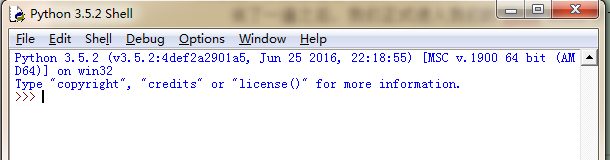 Python 3.5.2 Shell
File Edit Shell Debug Options Window Help
Python 3.5.2 (v3.5.2:4def2a2901a5, Jun 25 2016, 22:18:55) [MSC v.1900 64 bit (AM
D64)] on win32
Type "copyright", "credits" or "license()" for more information.
>>>